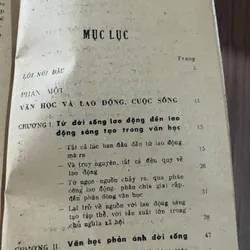 MỤC LỤC
Trang
LỜI NÓI ĐẦU
PHẦN MỘT
VĂN HỌC VÀ LAO ĐỘNG, CUỘC SỐNG
11
CHƯƠNG I. Từ đời sống lao động đến lao
động sáng tạo trong văn học
13
— Tất cả lúc ban đầu đều từ lao động
mà ra
— Và truy nguyên, tất cả đều quy về
lao động
— Từ ngọn nguồn chảy ra, qua phân
công lao động, phân chia giai cấp,
đến phân dòng văn học
— Lại trở về nguồn với lao động sáng
tạo tập thể, với sản xuất lớn trong
chủ nghĩa xã hội
CHƯƠNG II. Văn học phản ánh đời sống
47